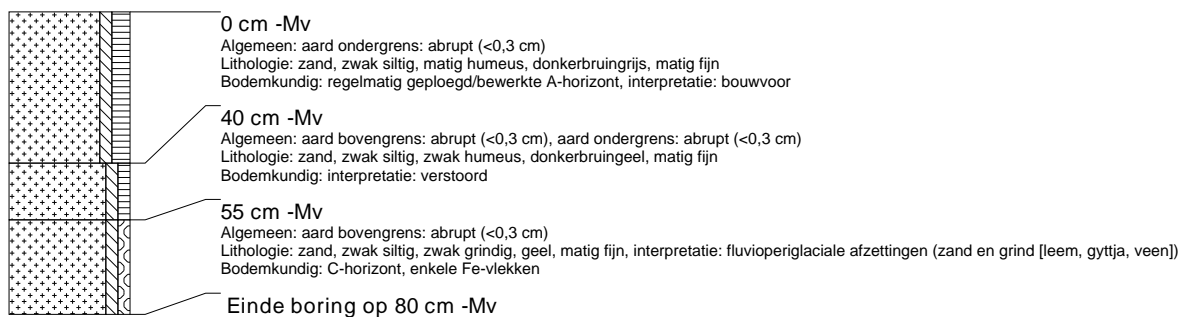 0 cm -Mv
Algemeen: aard ondergrens: abrupt (<0,3 cm)
Lithologie: zand, zwak siltig, matig humeus, donkerbruingrijs, matig fijn
Bodemkundig: regelmatig geploegd/bewerkte A-horizont, interpretatie: bouwvoor
40 cm -Mv
Algemeen: aard bovengrens: abrupt (<0,3 cm), aard ondergrens: abrupt (<0,3 cm)
Lithologie: zand, zwak siltig, zwak humeus, donkerbruingeel, matig fijn
Bodemkundig: interpretatie: verstoord
55 cm -Mv
Algemeen: aard bovengrens: abrupt (<0,3 cm)
Lithologie: zand, zwak siltig, zwak grindig, geel, matig fijn, interpretatie: fluvioperiglaciale afzettingen (zand en grind [leem, gyttja, veen])
Bodemkundig: C-horizont, enkele Fe-vlekken
Einde boring op 80 cm -Mv